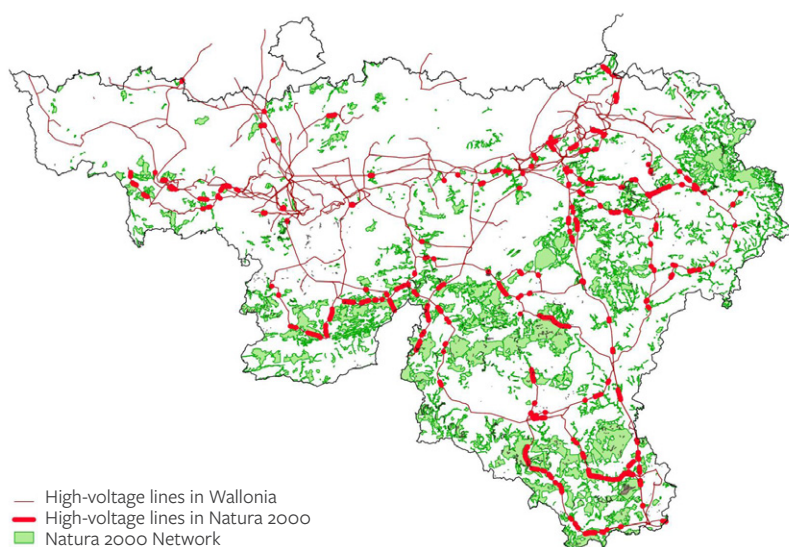 High-voltage lines in Wallonia
High-voltage lines in Natura 2000
Natura 2000 Network